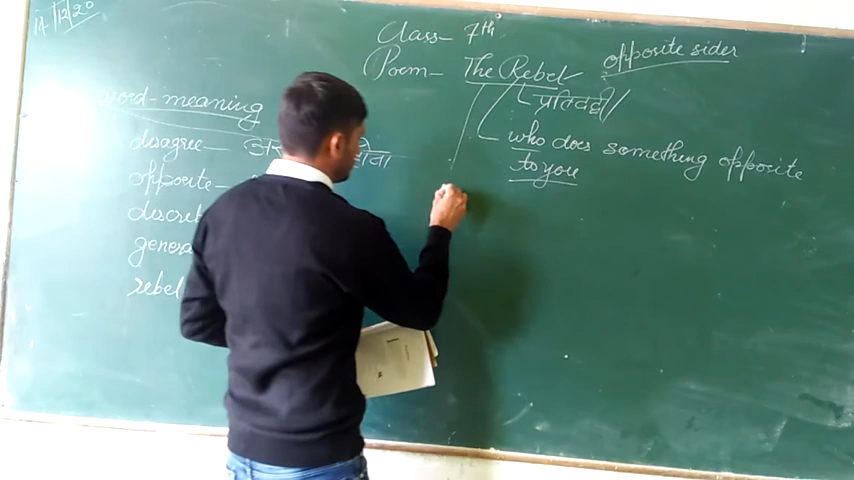 14/12/20
Class- 7th
Poem- The Rebel
opposite sider
प्रतिवद्दी//
who does something opposite
to you
word-meaning
disagree-
opposite-
rebel